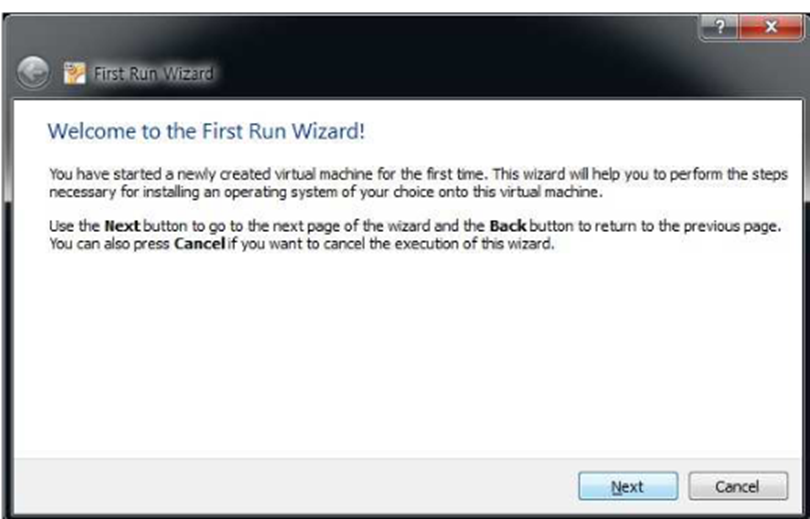 First Run Wizard
Welcome to the First Run Wizard!
You have started a newly created virtual machine for the first time. This wizard will help you to perform the steps
necessary for installing an operating system of your choice onto this virtual machine.
Use the Next button to go to the next page of the wizard and the Back button to return to the previous page.
You can also press Cancel if you want to cancel the execution of this wizard.
Next Cancel